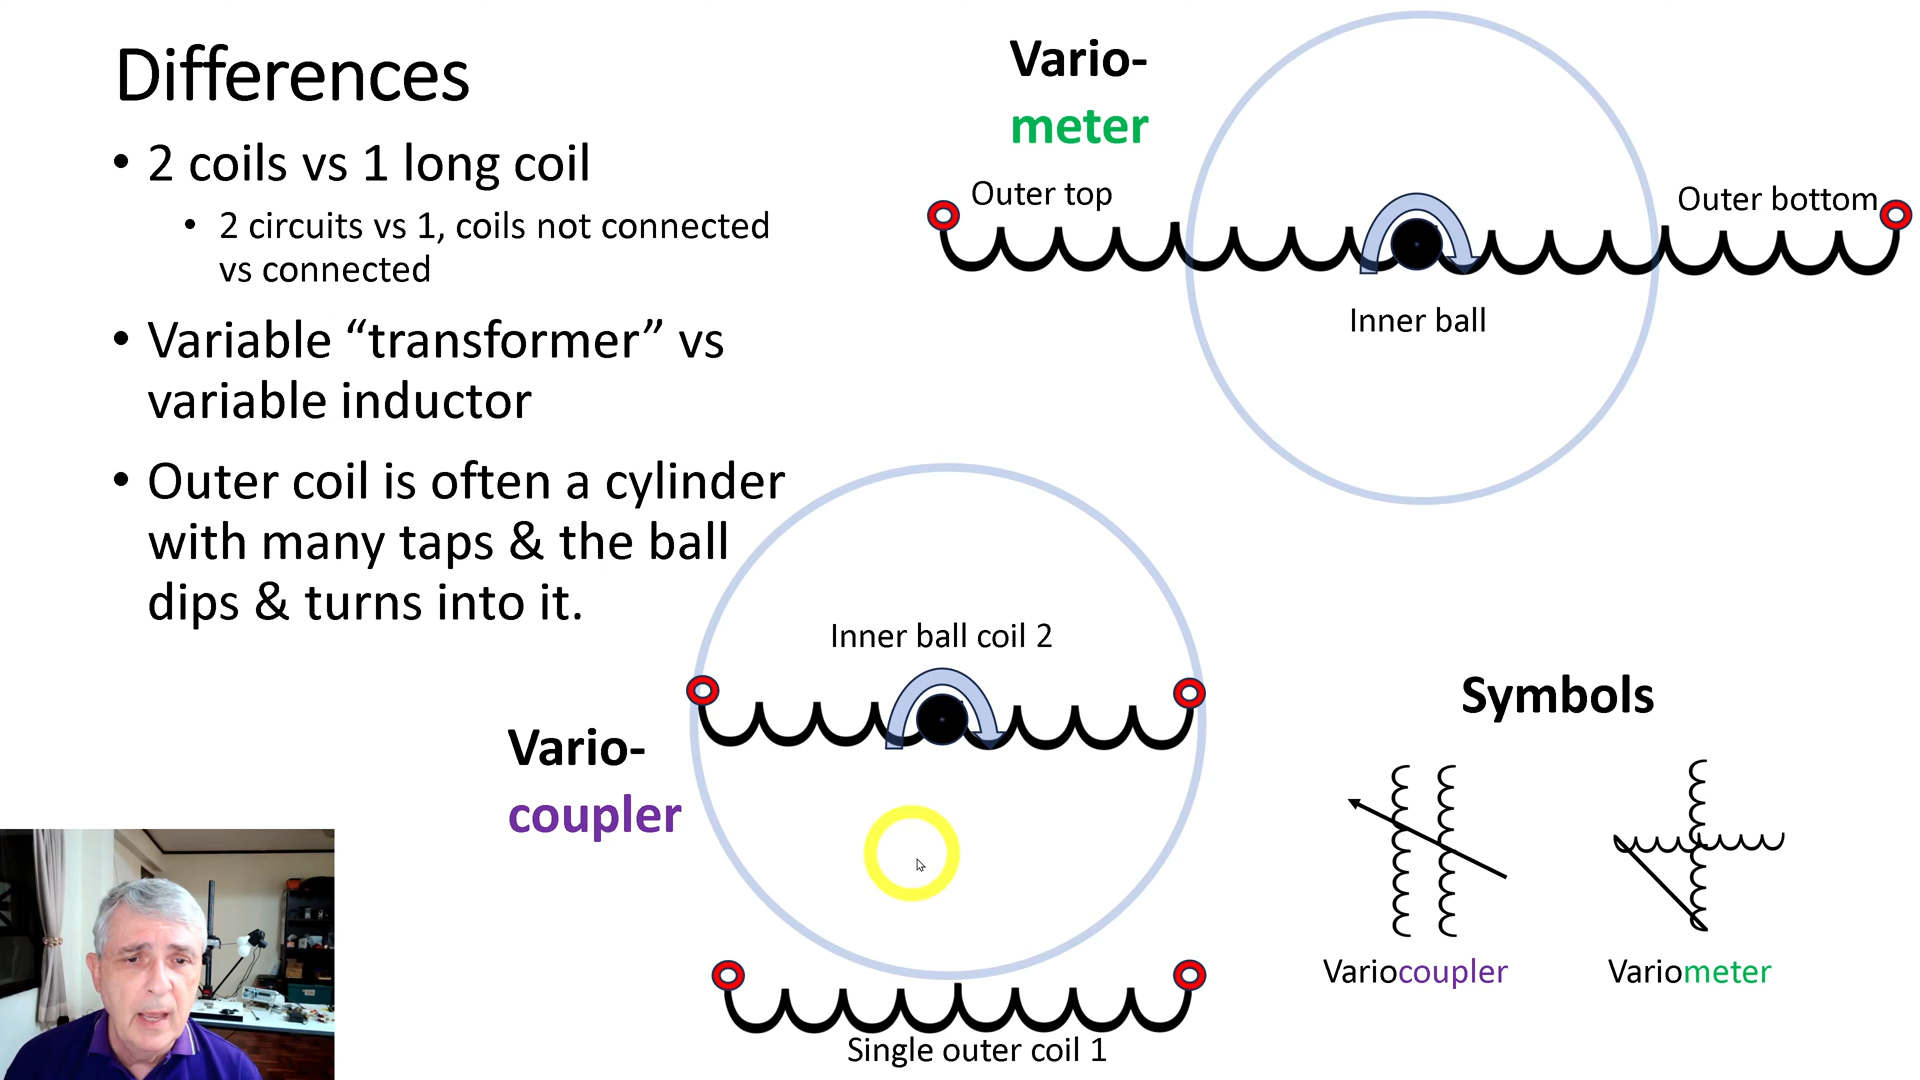 Differences
• 2 coils vs 1 long coil
• 2 circuits vs 1, coils not connected
vs connected
• Variable “transformer” vs
variable inductor
• Outer coil is often a cylinder
with many taps & the ball
dips & turns into it.
Vario-
meter
Outer top
Outer bottom
Inner ball
Inner ball coil 2
Vario-
coupler
Single outer coil 1
Symbols
Variocoupler
Variometer